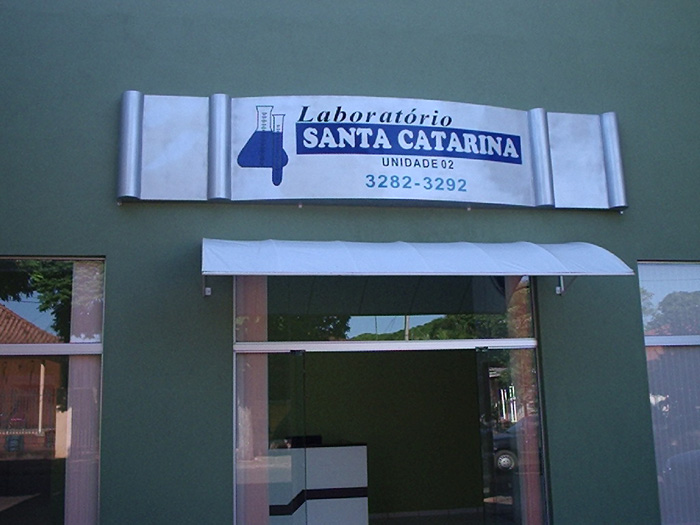 Laboratório
SANTA CATARINA
UNIDADE 02
3282-3292